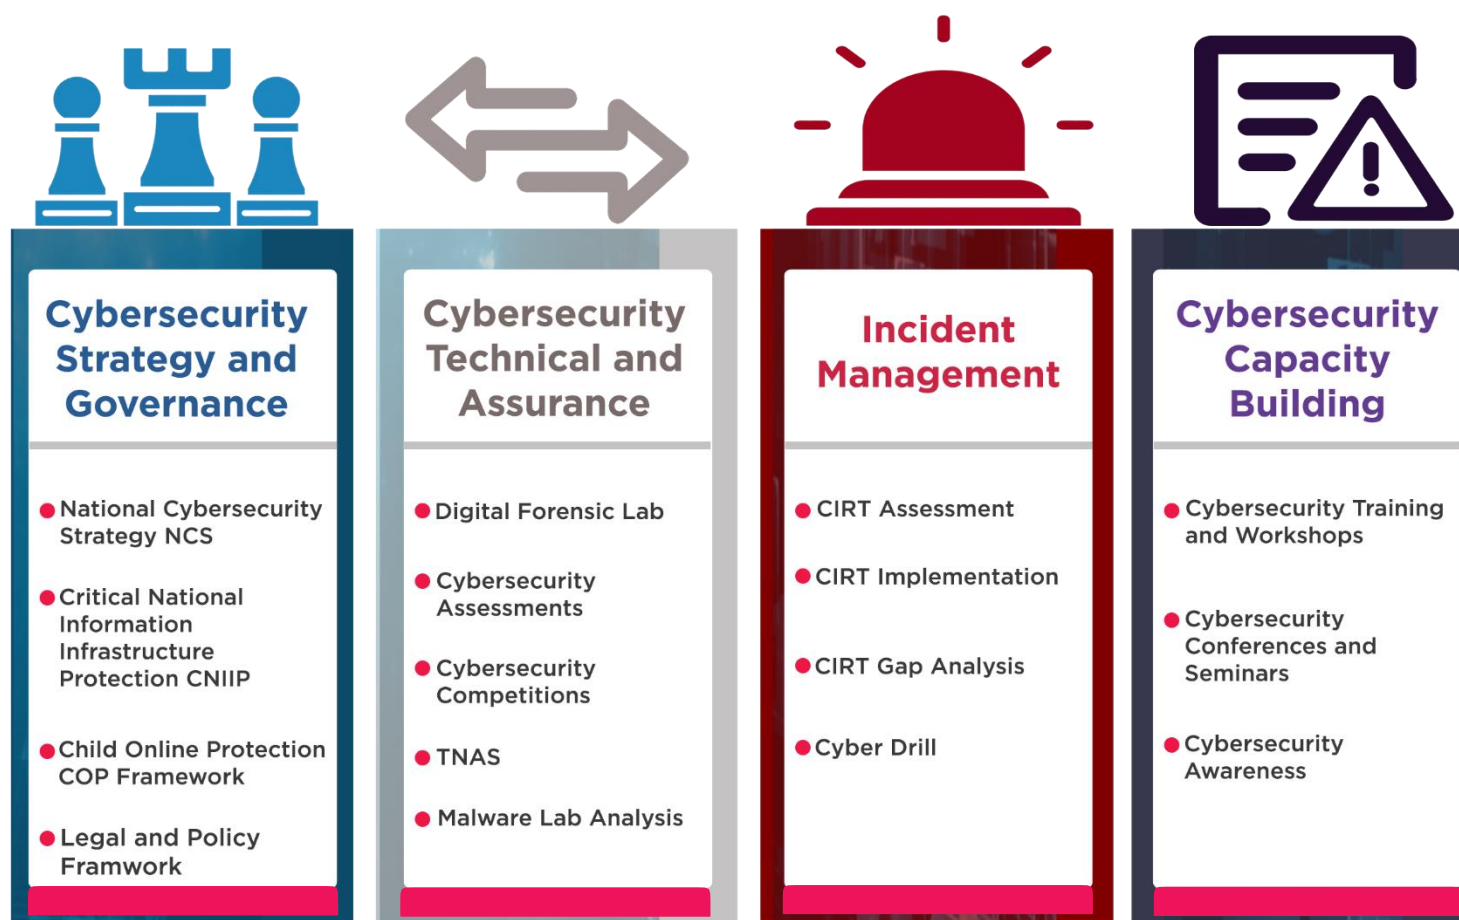 Cybersecurity
Strategy and
Governance
National Cybersecurity
Strategy NCS
Critical National
Information
Infrastructure
Protection CNIIP
Child Online Protection
COP Framework
Legal and Policy
Framwork
Cybersecurity
Technical and
Assurance
Digital Forensic Lab
Cybersecurity
Assessments
Cybersecurity
Competitions
TNAS
Malware Lab Analysis
Incident
Management
CIRT Assessment
CIRT Implementation
CIRT Gap Analysis
Cyber Drill
Cybersecurity
Capacity
Building
Cybersecurity Training
and Workshops
Cybersecurity
Conferences and
Seminars
Cybersecurity
Awareness